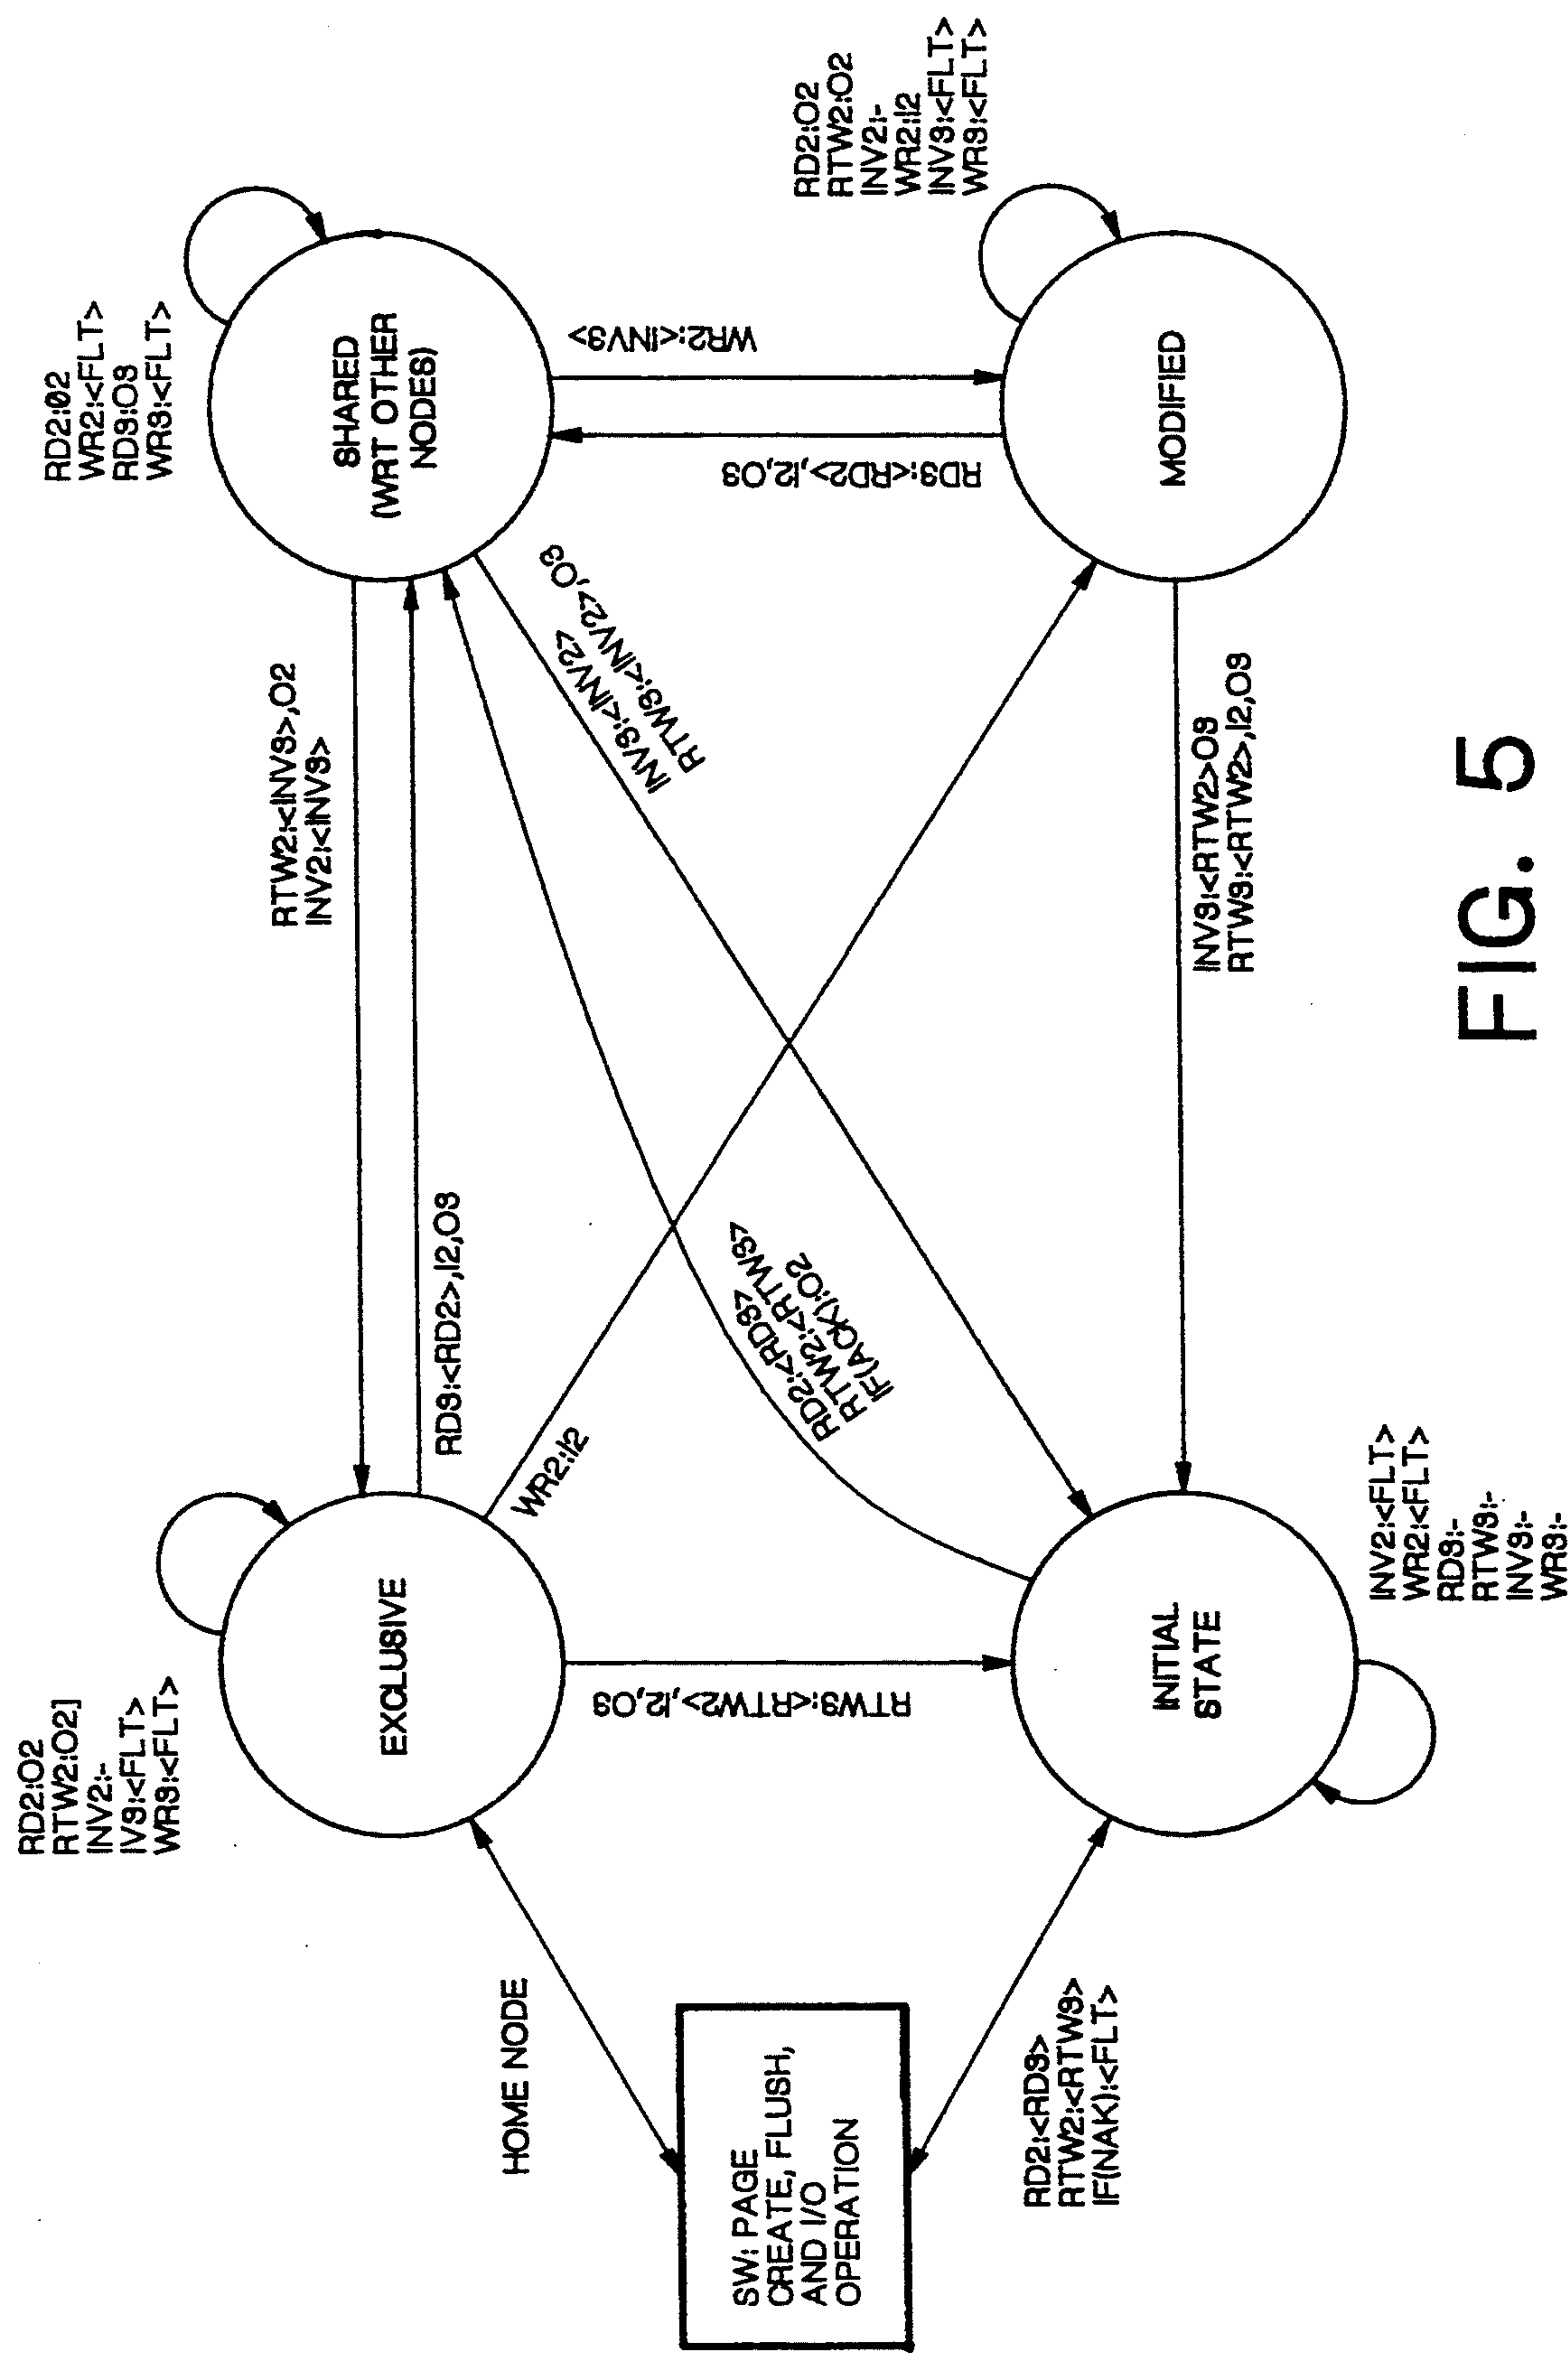 RD2:O2
RTW2:O2]
INV2:-
IV3:<FLT>
WR3:<FLT>
EXCLUSIVE
RTW2:<INV3>,O2
INV2:<INV3>
RD3:<RD2>,I2,O3
RD2:02
WR2:<FLT>
RD3:O3
WR3:<FLT>
SHARED
(WRT OTHER
NODES)
HOME NODE
SW: PAGE
CREATE, FLUSH,
AND I/O
OPERATION
RTW3:<RTW2>,I2,O3
WR2:I2
RD2:<RD3>
RTW2:<RTW3>
IF(ACK):O2
INV3:<INV2>
RTW3:<INV2>,O3
RD3:<RD2>,I2,O3
WR2:<INV3>
RD2:<RD3>
RTW2:<RTW3>
IF(NAK):<FLT>
INITIAL
STATE
INV2:<FLT>
WR2:<FLT>
RD3:-
RTW3:-
INV3:-
WR3:-
INV3:<RTW2>O3
RTW3:<RTW2>,I2,O3
MODIFIED
RD2:O2
RTW2:O2
INV2:-
WR2:I2
INV3:<FLT>
WR3:<FLT>
FIG. 5